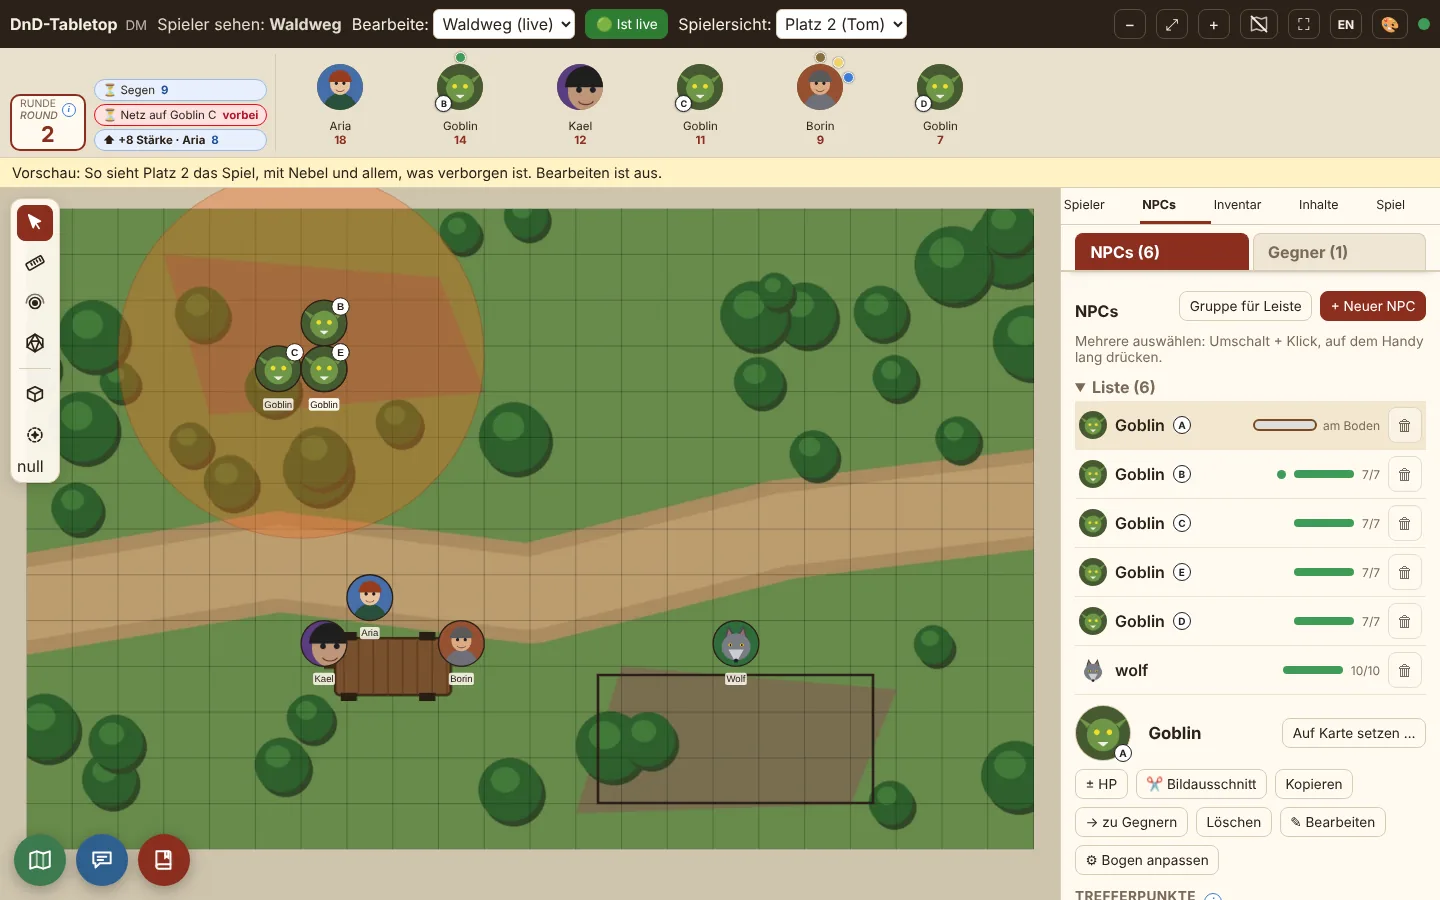 DnD-Tabletop DM Spieler sehen: Waldweg Bearbeite: Waldweg (live) Ist live Spielersicht: Platz 2 (Tom) − + EN
RUNDE
ROUND i
2
Segen 9
Netz auf Goblin C vorbei
+8 Stärke · Aria 8
Aria
18
B
Goblin
14
Kael
12
C
Goblin
11
Borin
9
D
Goblin
7
Vorschau: So sieht Platz 2 das Spiel, mit Nebel und allem, was verborgen ist. Bearbeiten ist aus.
null
B
C
E
Goblin
Goblin
Aria
Kael
Borin
Wolf
Spieler NPCs Inventar Inhalte Spiel
NPCs (6) Gegner (1)
NPCs Gruppe für Leiste + Neuer NPC
Mehrere auswählen: Umschalt + Klick, auf dem Handy
lang drücken.
▼ Liste (6)
Goblin A am Boden
Goblin B 7/7
Goblin C 7/7
Goblin E 7/7
Goblin D 7/7
wolf 10/10
A
Goblin Auf Karte setzen ...
± HP Bildausschnitt Kopieren
→ zu Gegnern Löschen ✎ Bearbeiten
⚙ Bogen anpassen
TREFFERPUNKTE i